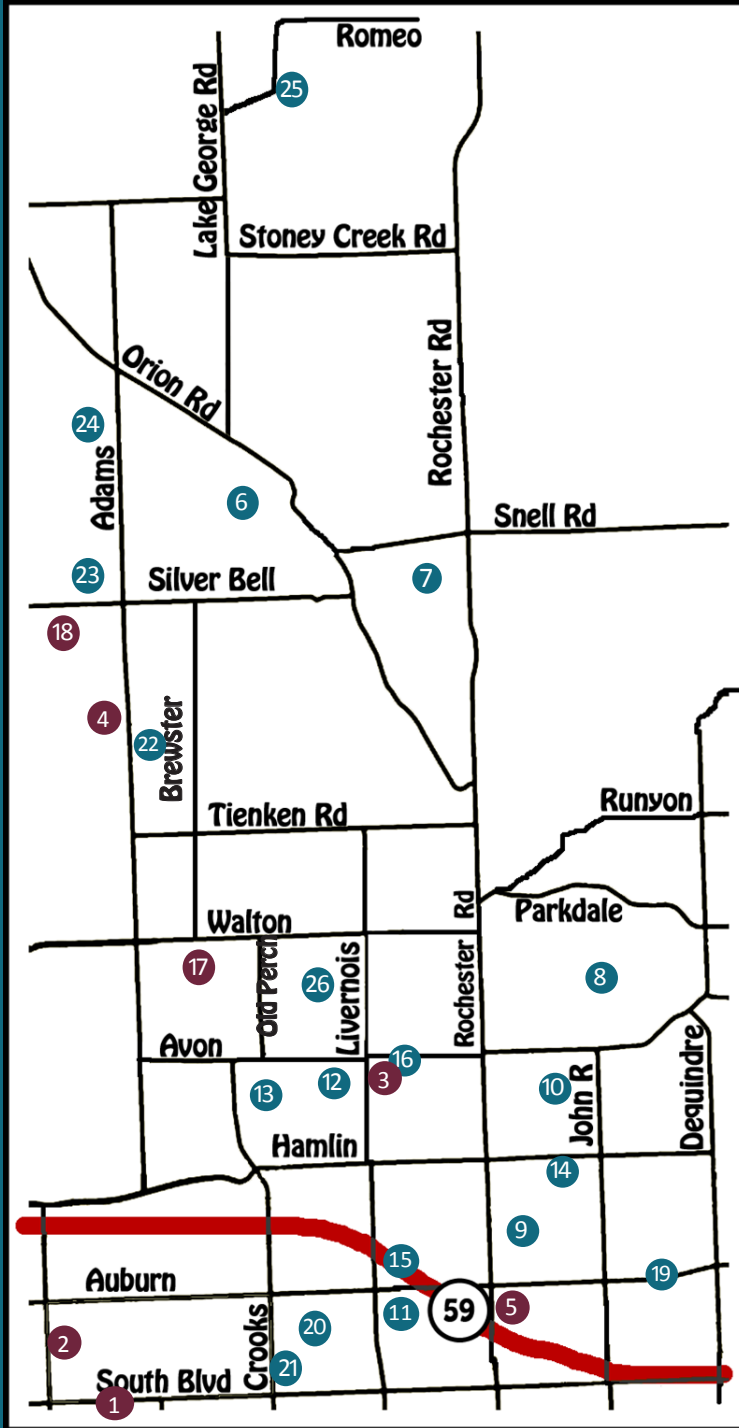 Romeo
25
Lake George Rd
Stoney Creek Rd
Orion Rd
Rochester Rd
24
Adams
6
Snell Rd
23
Silver Bell
7
18
4
22
Brewster
Tienken Rd
Runyon
Walton
Rd
Parkdale
17
Old Perch
26
Livernois
Rochester
8
Avon
16
13
12
3
10
John R
Dequindre
Hamlin
14
9
15
19
Auburn
59
5
11
2
Crooks
20
21
South Blvd
1